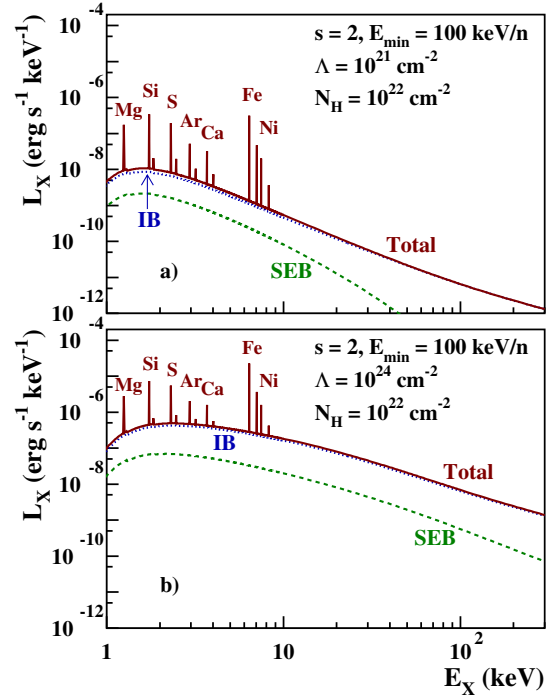 L_X (erg s^-1 keV^-1)
10^-4
10^-6
10^-8
10^-10
10^-12
s = 2, E_min = 100 keV/n
Λ = 10^21 cm^-2
N_H = 10^22 cm^-2
Mg Si S Ar Ca Fe Ni
IB
SEB
Total
a)
L_X (erg s^-1 keV^-1)
10^-4
10^-6
10^-8
10^-10
10^-12
s = 2, E_min = 100 keV/n
Λ = 10^24 cm^-2
N_H = 10^22 cm^-2
Mg Si S Ar Ca Fe Ni
IB
Total
SEB
b)
1 10 10^2
E_X (keV)